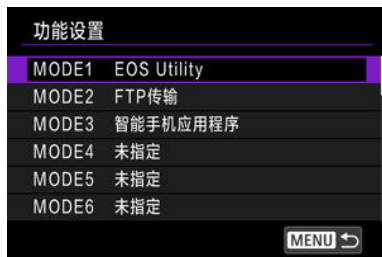 功能设置
MODE1 EOS Utility
MODE2 FTP传输
MODE3 智能手机应用程序
MODE4 未指定
MODE5 未指定
MODE6 未指定
MENU